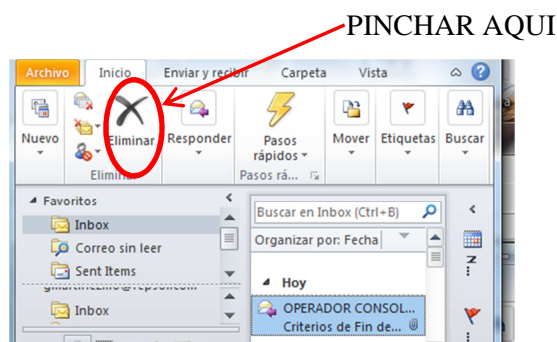 PINCHAR AQUI
Archivo Inicio Enviar y recibir Carpeta Vista
Nuevo Eliminar Responder Pasos rápidos Mover Etiquetas Buscar
Eliminar Pasos rá...
Favoritos
Inbox
Correo sin leer
Sent Items
Inbox
Buscar en Inbox (Ctrl+B)
Organizar por: Fecha
Hoy
OPERADOR CONSOL...
Criterios de Fin de...
N...